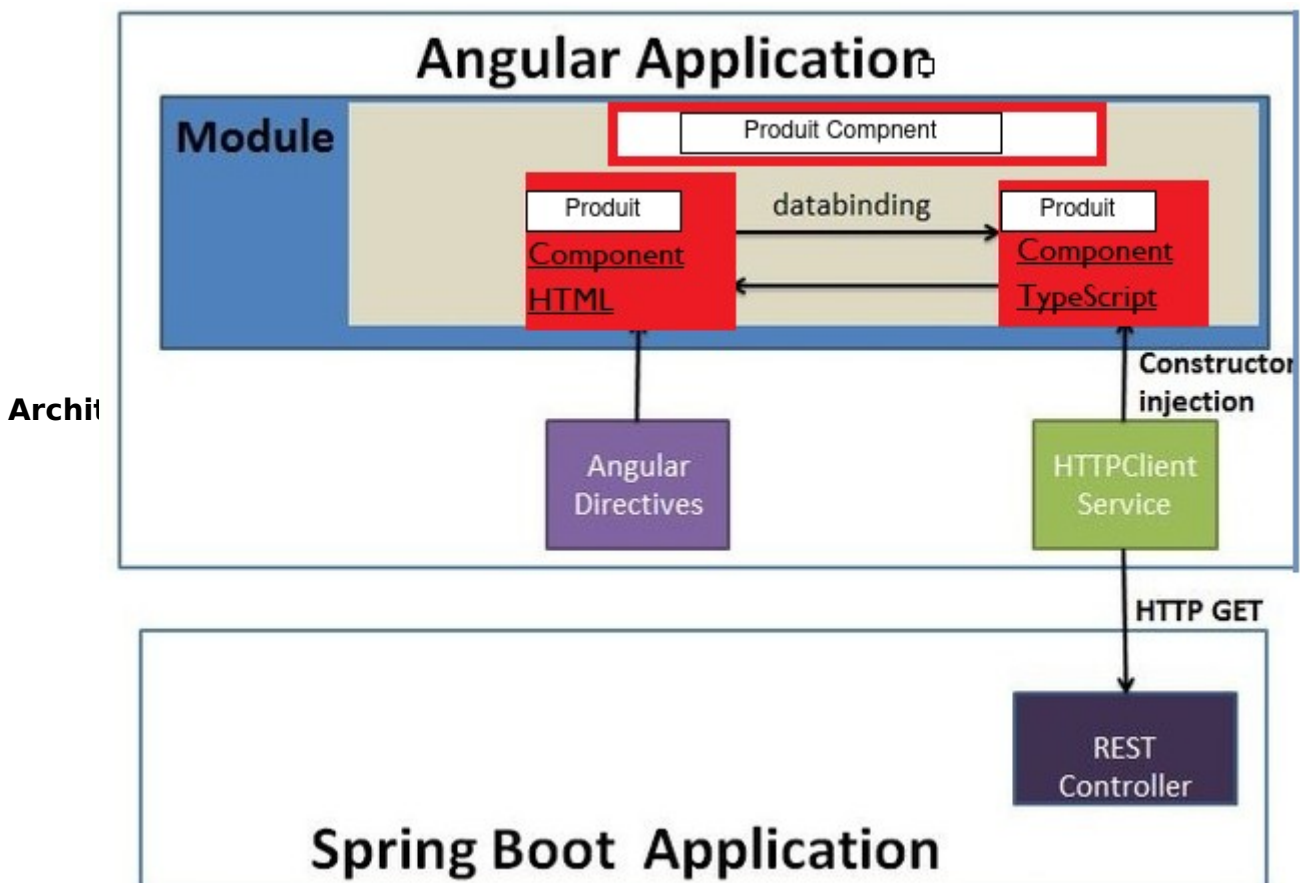 Angular Application
Module
Produit Compnent
Produit
Component
HTML
databinding
Produit
Component
TypeScript
Constructor
injection
Archit
Angular
Directives
HTTPClient
Service
HTTP GET
REST
Controller
Spring Boot Application